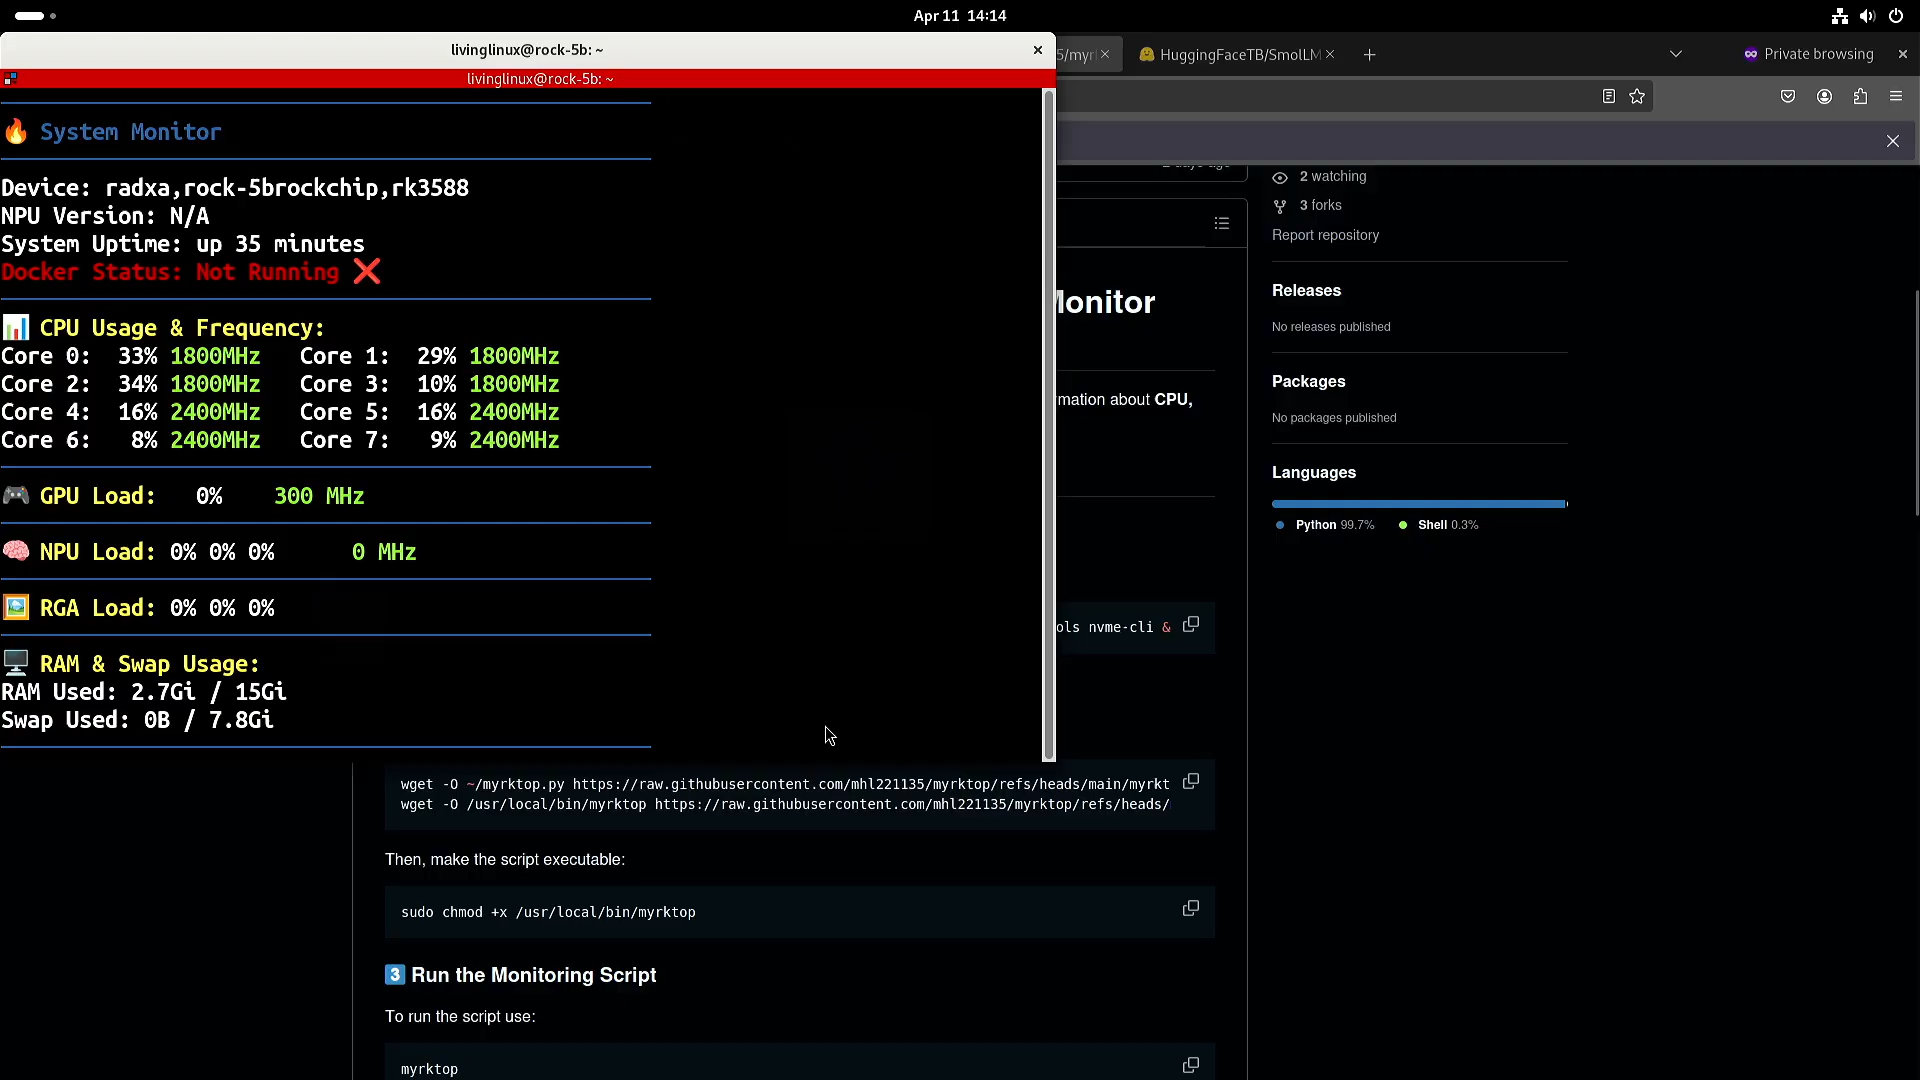 Apr 11 14:14
livinglinux@rock-5b: ~
livinglinux@rock-5b: ~
System Monitor
Device: radxa,rock-5brockchip,rk3588
NPU Version: N/A
System Uptime: up 35 minutes
Docker Status: Not Running ❌
CPU Usage & Frequency:
Core 0: 33% 1800MHz Core 1: 29% 1800MHz
Core 2: 34% 1800MHz Core 3: 10% 1800MHz
Core 4: 16% 2400MHz Core 5: 16% 2400MHz
Core 6: 8% 2400MHz Core 7: 9% 2400MHz
GPU Load: 0% 300 MHz
NPU Load: 0% 0% 0% 0 MHz
RGA Load: 0% 0% 0%
RAM & Swap Usage:
RAM Used: 2.7Gi / 15Gi
Swap Used: 0B / 7.8Gi
5/myr
HuggingFaceTB/SmolLM
Private browsing
2 watching
3 forks
Report repository
Releases
No releases published
Packages
No packages published
Languages
Python 99.7% Shell 0.3%
Monitor
rmation about CPU,
ols nvme-cli &
wget -O ~/myrktop.py https://raw.githubusercontent.com/mhl221135/myrktop/refs/heads/main/myrkt
wget -O /usr/local/bin/myrktop https://raw.githubusercontent.com/mhl221135/myrktop/refs/heads/
Then, make the script executable:
sudo chmod +x /usr/local/bin/myrktop
3 Run the Monitoring Script
To run the script use:
myrktop